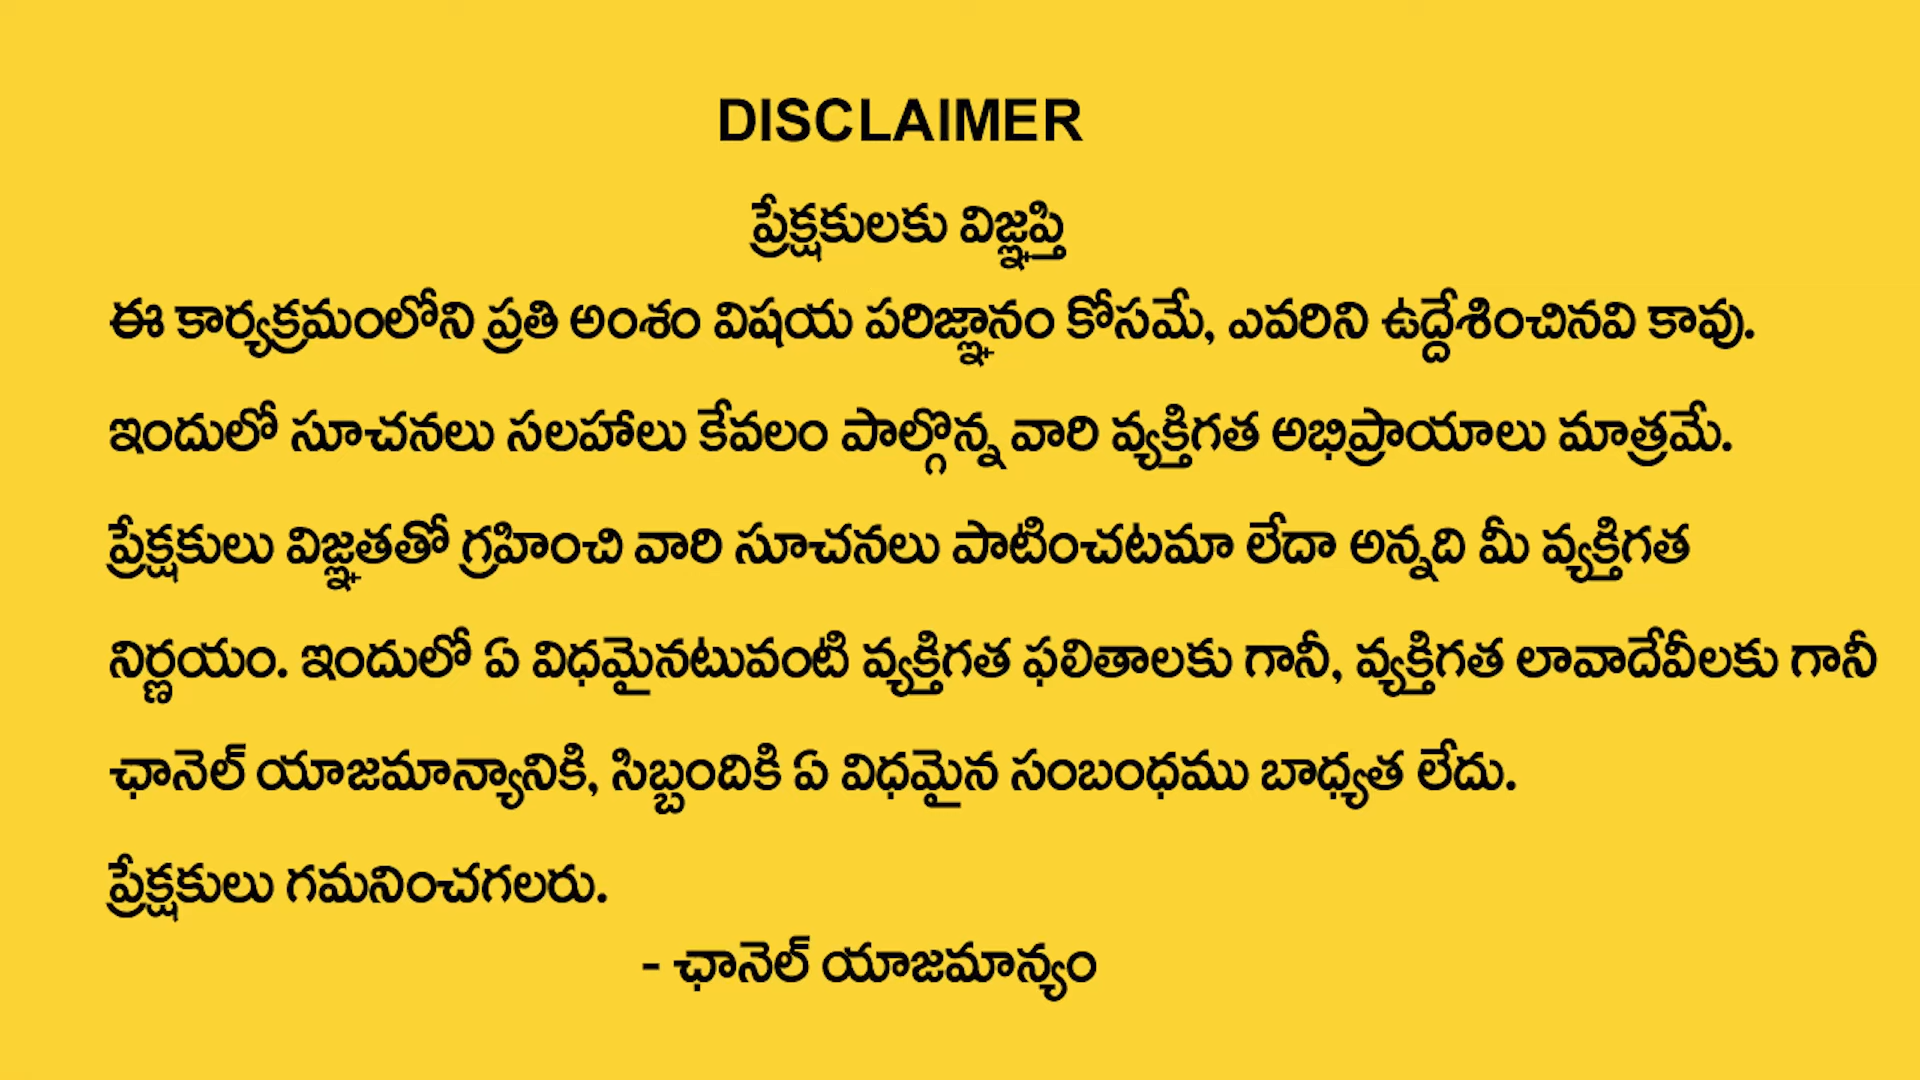 DISCLAIMER
ప్రేక్షకులకు విజ్ఞప్తి
ఈ కార్యక్రమంలోని ప్రతి అంశం విషయ పరిజ్ఞానం కోసమే, ఎవరిని ఉద్దేశించినవి కావు.
ఇందులో సూచనలు సలహాలు కేవలం పాల్గొన్న వారి వ్యక్తిగత అభిప్రాయాలు మాత్రమే.
ప్రేక్షకులు విజ్ఞతతో గ్రహించి వారి సూచనలు పాటించటమా లేదా అన్నది మీ వ్యక్తిగత
నిర్ణయం. ఇందులో ఏ విధమైనటువంటి వ్యక్తిగత ఫలితాలకు గానీ, వ్యక్తిగత లావాదేవీలకు గానీ
ఛానెల్ యాజమాన్యానికి, సిబ్బందికి ఏ విధమైన సంబంధము బాధ్యత లేదు.
ప్రేక్షకులు గమనించగలరు.
- ఛానెల్ యాజమాన్యం